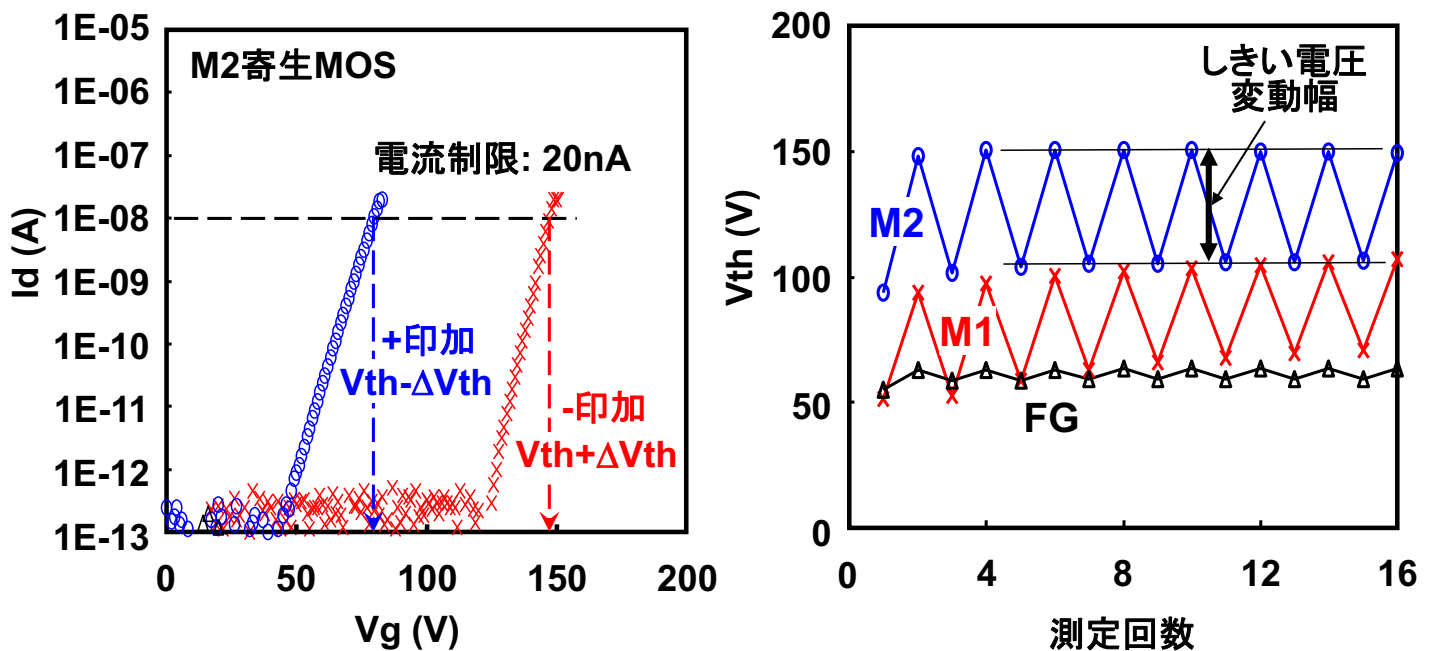 1E-05
1E-06
1E-07
1E-08
1E-09
1E-10
1E-11
1E-12
1E-13
Id (A)
M2寄生MOS
電流制限: 20nA
+印加
Vth-ΔVth
-印加
Vth+ΔVth
0
50
100
150
200
Vg (V)
200
150
100
50
0
Vth (V)
しきい電圧
変動幅
M2
M1
FG
0
4
8
12
16
測定回数